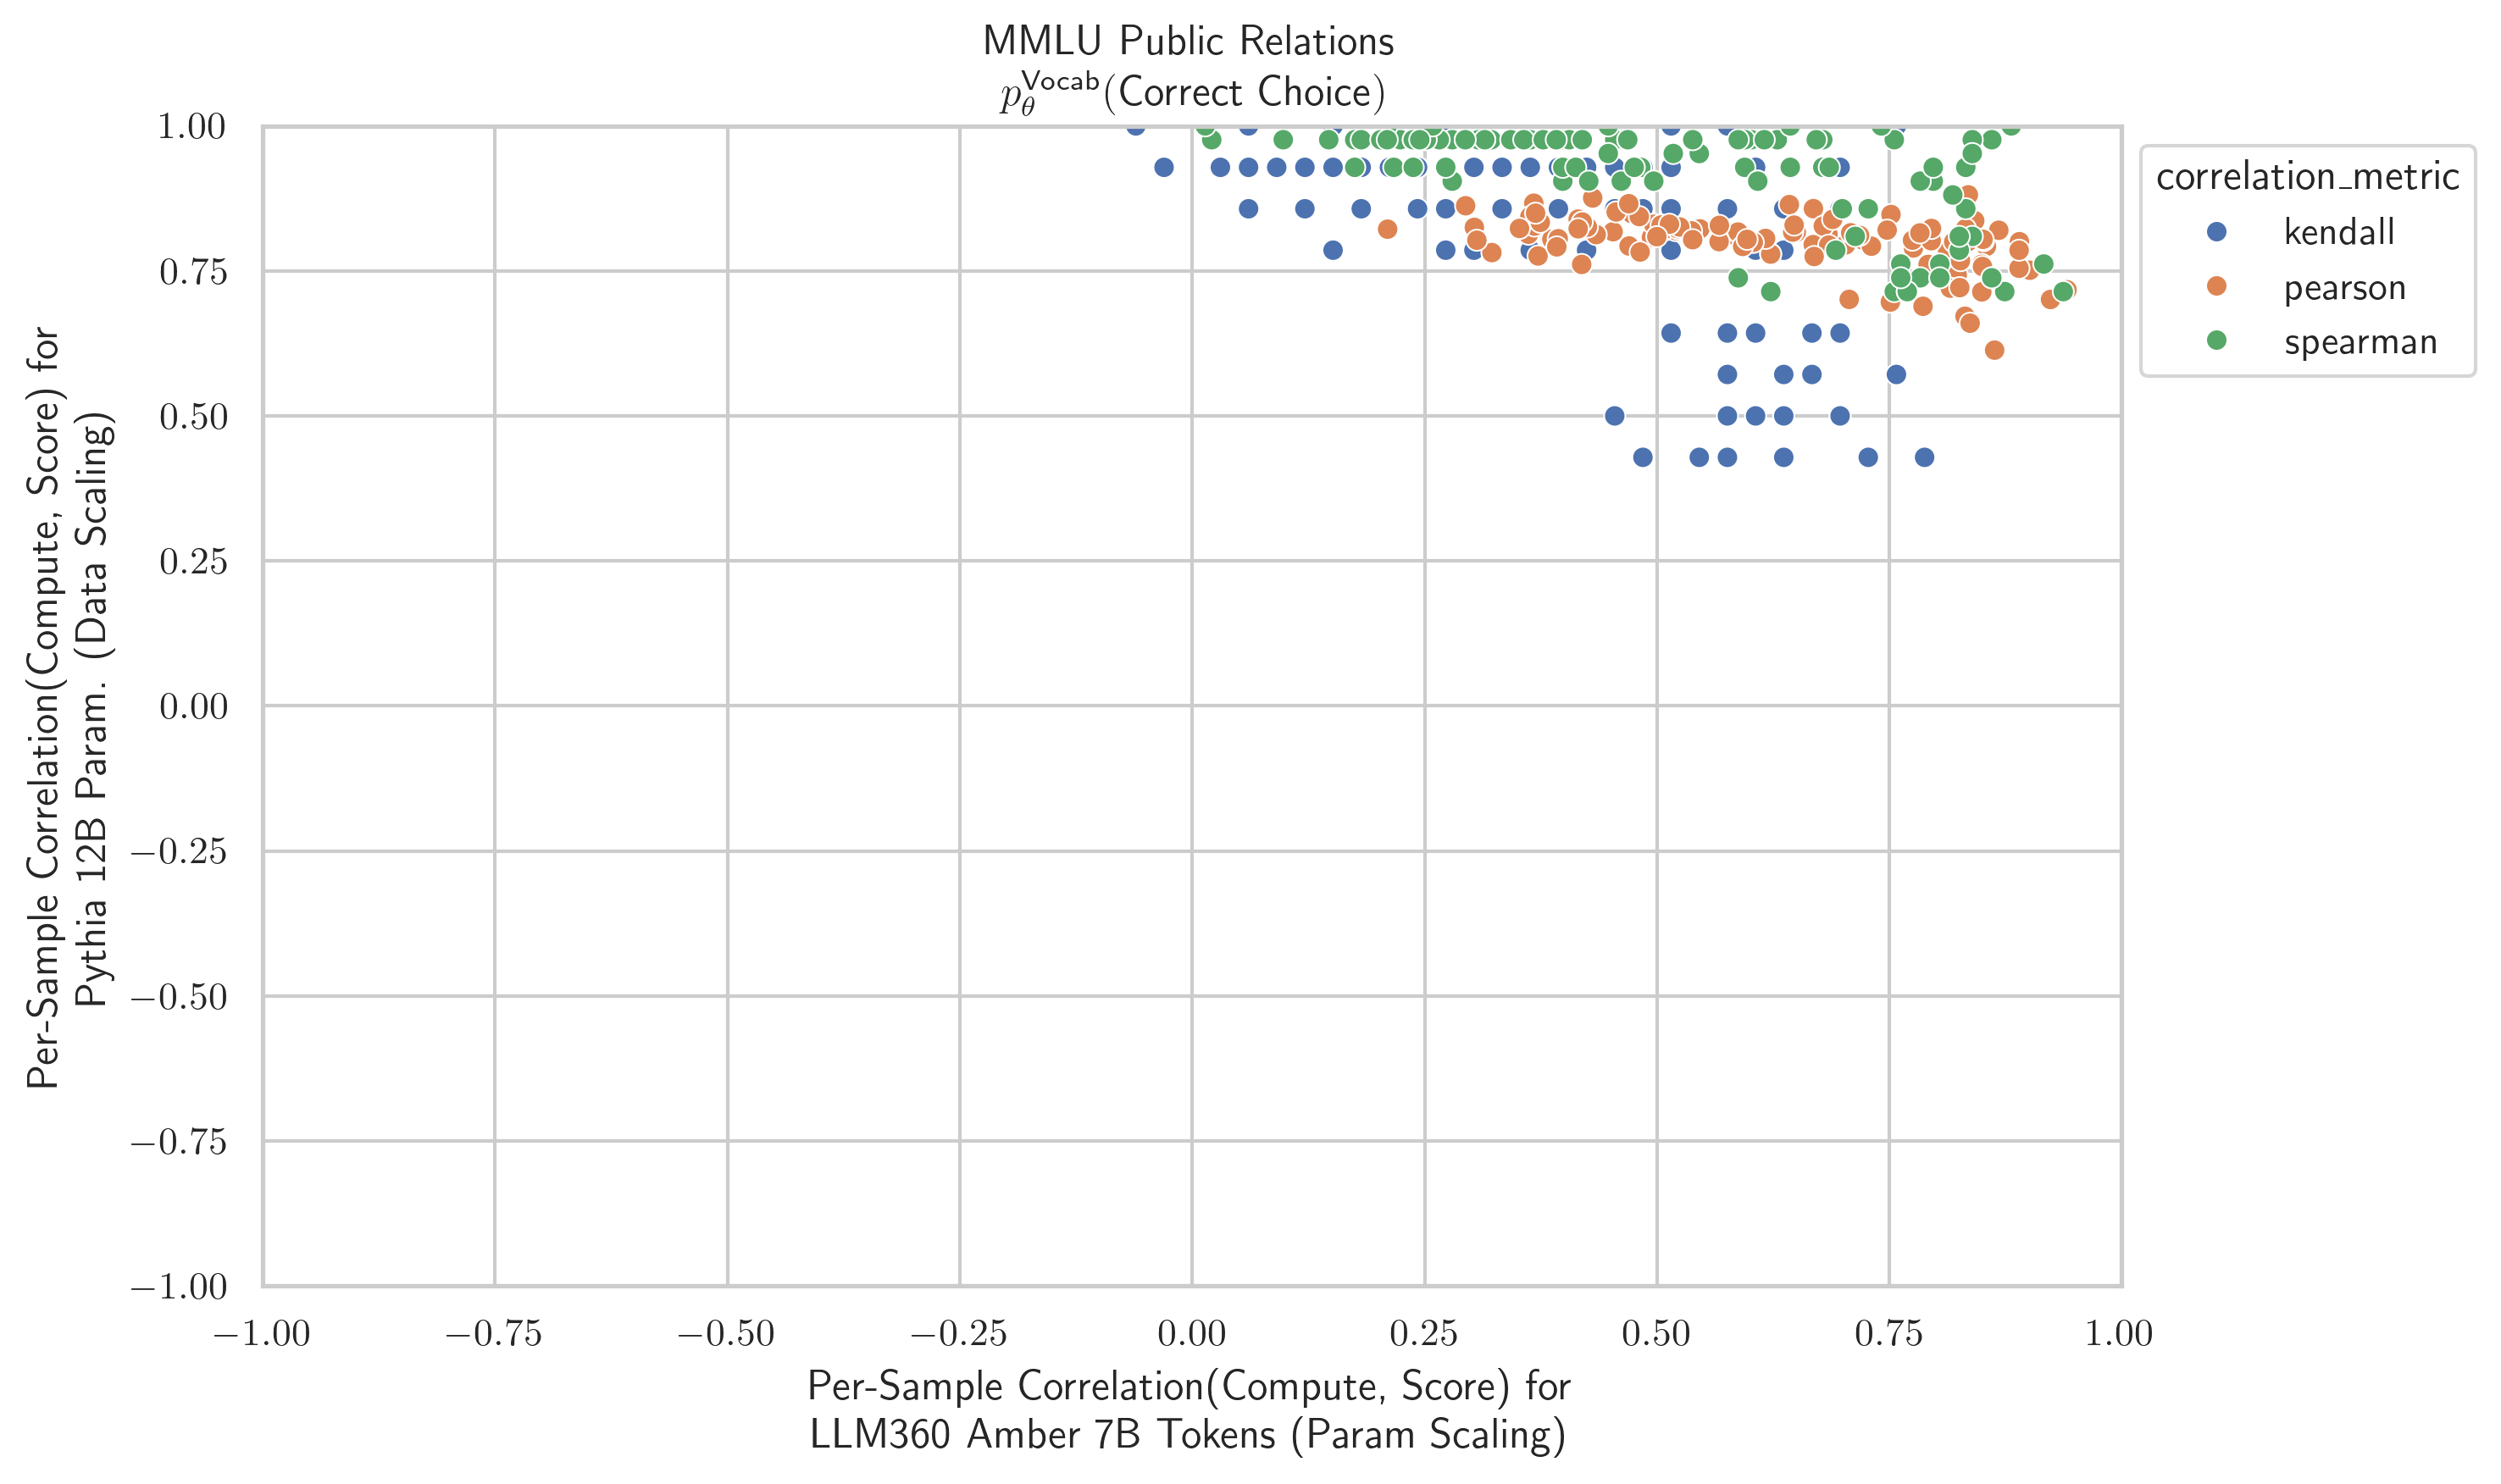 MMLU Public Relations
p_θ^Vocab(Correct Choice)
1.00
0.75
0.50
0.25
0.00
−0.25
−0.50
−0.75
−1.00
Per-Sample Correlation(Compute, Score) for
Pythia 12B Param. (Data Scaling)
correlation_metric
kendall
pearson
spearman
−1.00
−0.75
−0.50
−0.25
0.00
0.25
0.50
0.75
1.00
Per-Sample Correlation(Compute, Score) for
LLM360 Amber 7B Tokens (Param Scaling)